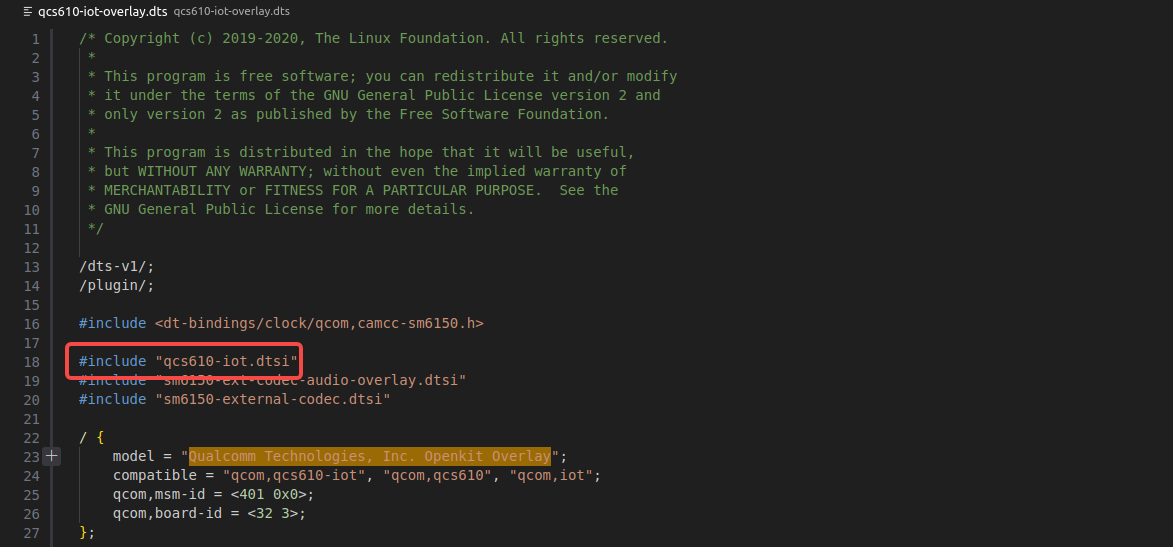 qcs610-iot-overlay.dts qcs610-iot-overlay.dts
1 /* Copyright (c) 2019-2020, The Linux Foundation. All rights reserved.
2  *
3  * This program is free software; you can redistribute it and/or modify
4  * it under the terms of the GNU General Public License version 2 and
5  * only version 2 as published by the Free Software Foundation.
6  *
7  * This program is distributed in the hope that it will be useful,
8  * but WITHOUT ANY WARRANTY; without even the implied warranty of
9  * MERCHANTABILITY or FITNESS FOR A PARTICULAR PURPOSE.  See the
10  * GNU General Public License for more details.
11  */
12
13 /dts-v1/;
14 /plugin/;
15
16 #include <dt-bindings/clock/qcom,camcc-sm6150.h>
17
18 #include "qcs610-iot.dtsi"
19 #include "sm6150-ext-codec-audio-overlay.dtsi"
20 #include "sm6150-external-codec.dtsi"
21
22 / {
23     model = "Qualcomm Technologies, Inc. Openkit Overlay";
24     compatible = "qcom,qcs610-iot", "qcom,qcs610", "qcom,iot";
25     qcom,msm-id = <401 0x0>;
26     qcom,board-id = <32 3>;
27 };